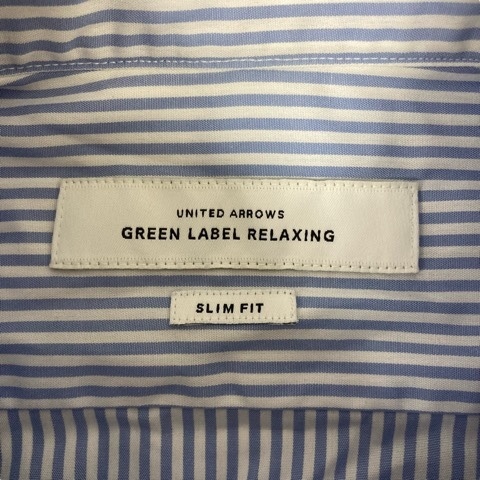 UNITED ARROWS
GREEN LABEL RELAXING
SLIM FIT